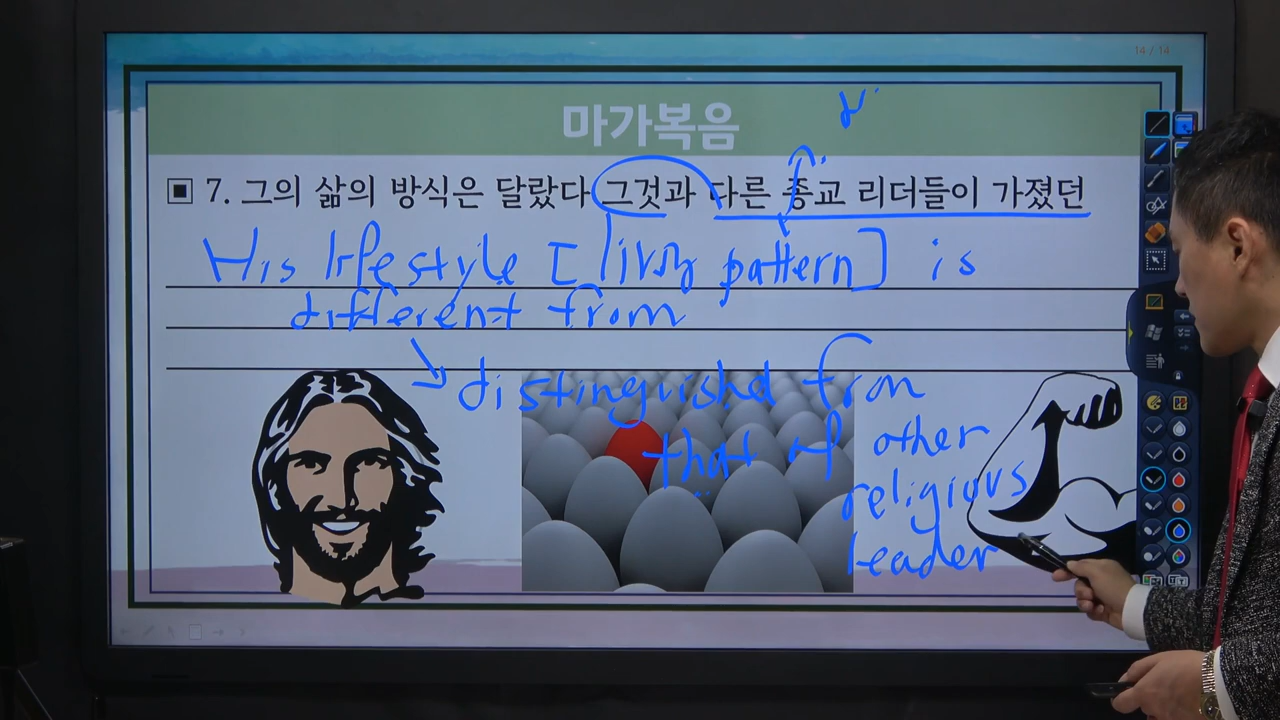 14 / 14
마가복음
▣ 7. 그의 삶의 방식은 달랐다 그것과 다른 종교 리더들이 가졌던
His lifestyle [living pattern] is
different from
distinguished from
that of other
religious
leader